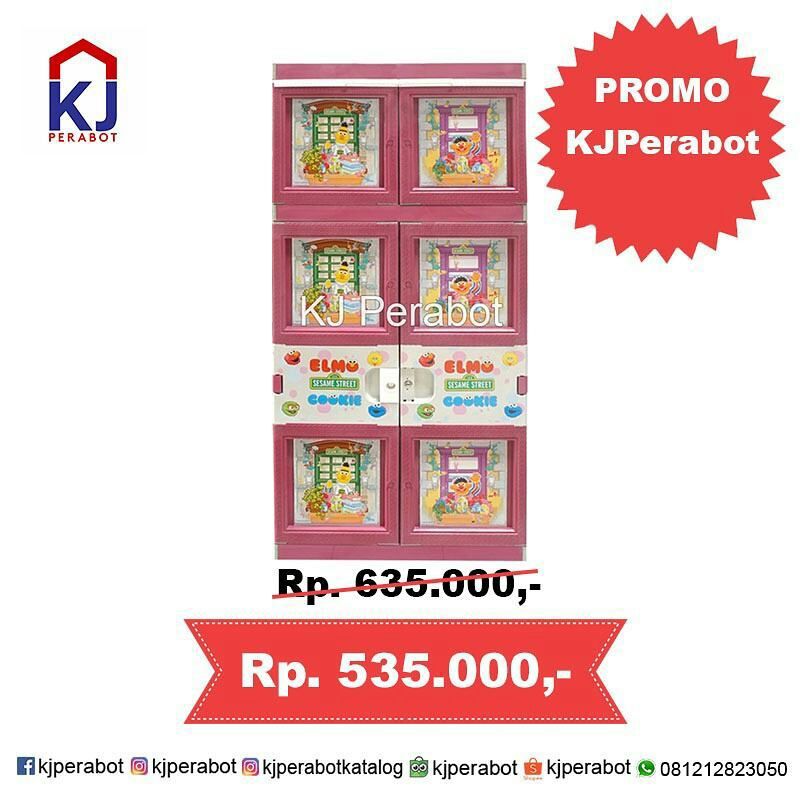 KJ
PERABOT
PROMO
KJPerabot
KJ Perabot
ELMO ELMO
SESAME STREET SESAME STREET
COOKIE COOKIE
Rp. 635.000,-
Rp. 535.000,-
kjperabot kjperabot kjperabotkatalog kjperabot kjperabot 081212823050
Shopee